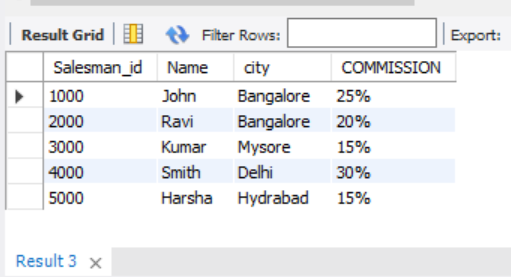 Result Grid Filter Rows: Export:
Salesman_id Name city COMMISSION
1000 John Bangalore 25%
2000 Ravi Bangalore 20%
3000 Kumar Mysore 15%
4000 Smith Delhi 30%
5000 Harsha Hydrabad 15%
Result 3 ×